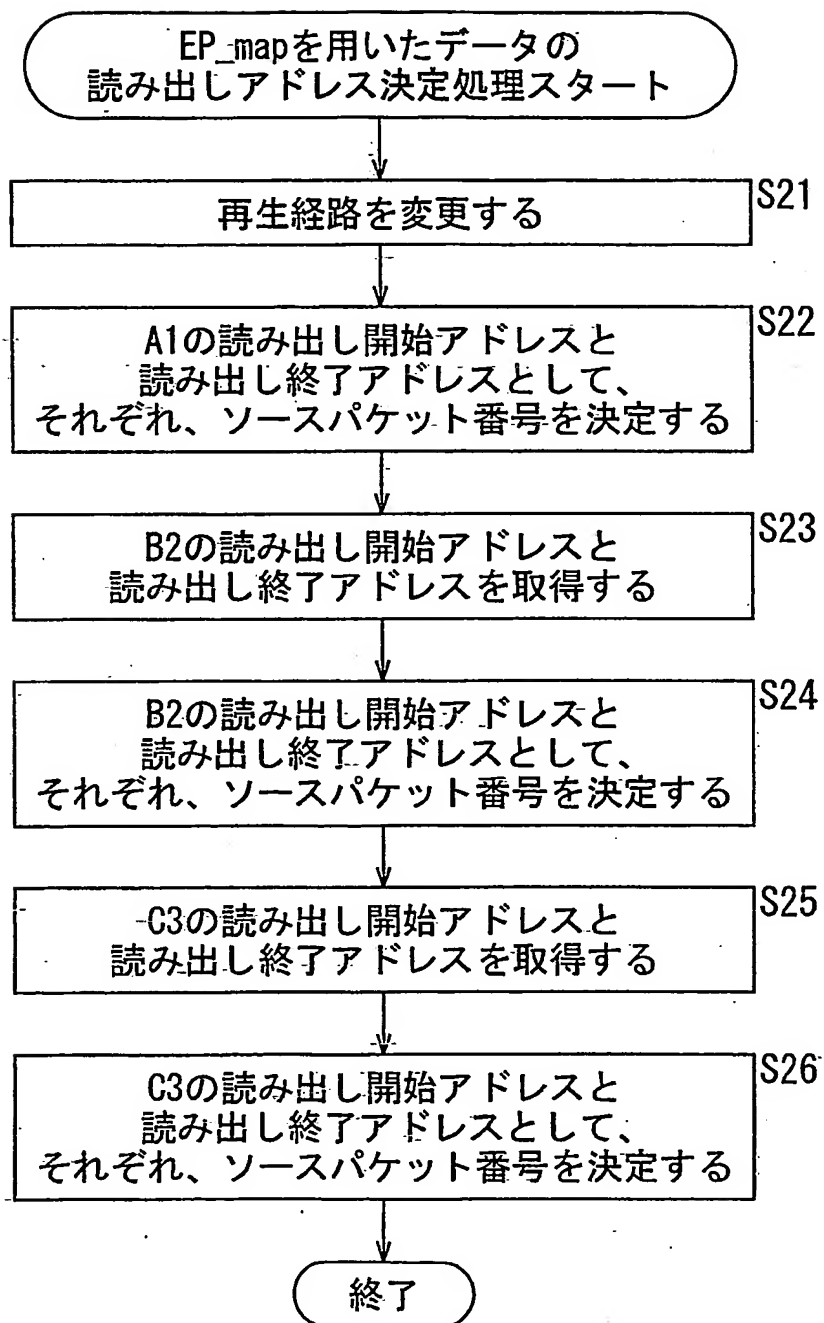 EP_mapを用いたデータの
読み出しアドレス決定処理スタート
再生経路を変更する
S21
A1の読み出し開始アドレスと
読み出し終了アドレスとして、
それぞれ、ソースパケット番号を決定する
S22
B2の読み出し開始アドレスと
読み出し終了アドレスを取得する
S23
B2の読み出し開始アドレスと
読み出し終了アドレスとして、
それぞれ、ソースパケット番号を決定する
S24
C3の読み出し開始アドレスと
読み出し終了アドレスを取得する
S25
C3の読み出し開始アドレスと
読み出し終了アドレスとして、
それぞれ、ソースパケット番号を決定する
S26
終了